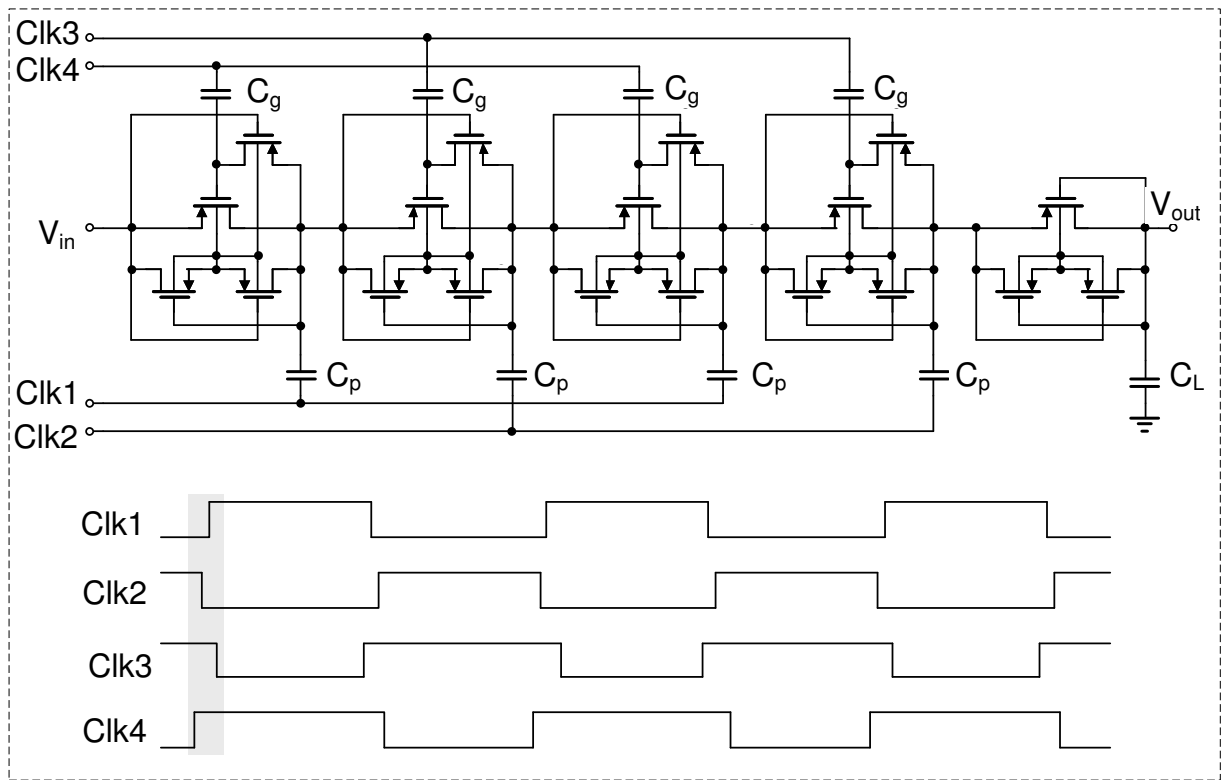 Clk3
Clk4
Cg Cg Cg Cg
Vin
Vout
Cp Cp Cp Cp
CL
Clk1
Clk2
Clk1
Clk2
Clk3
Clk4